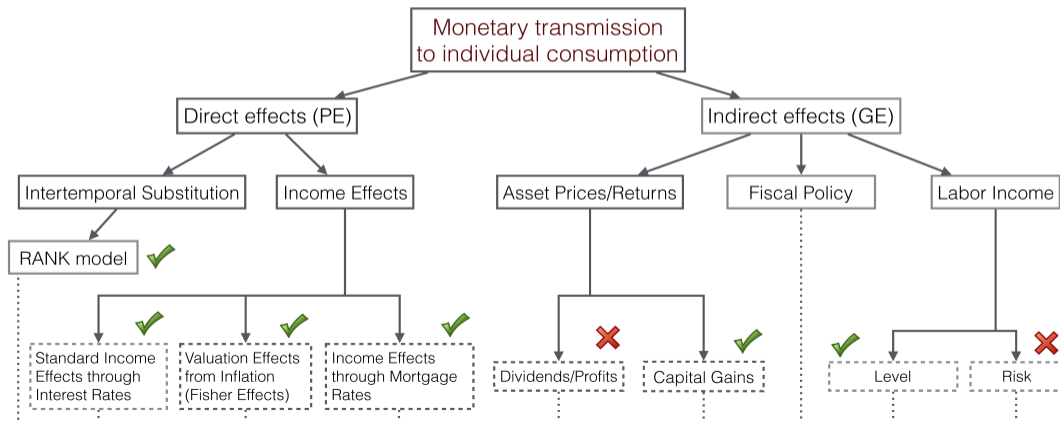 Monetary transmission
to individual consumption
Direct effects (PE)
Indirect effects (GE)
Intertemporal Substitution
Income Effects
Asset Prices/Returns
Fiscal Policy
Labor Income
RANK model
Standard Income
Effects through
Interest Rates
Valuation Effects
from Inflation
(Fisher Effects)
Income Effects
through Mortgage
Rates
Dividends/Profits
Capital Gains
Level
Risk